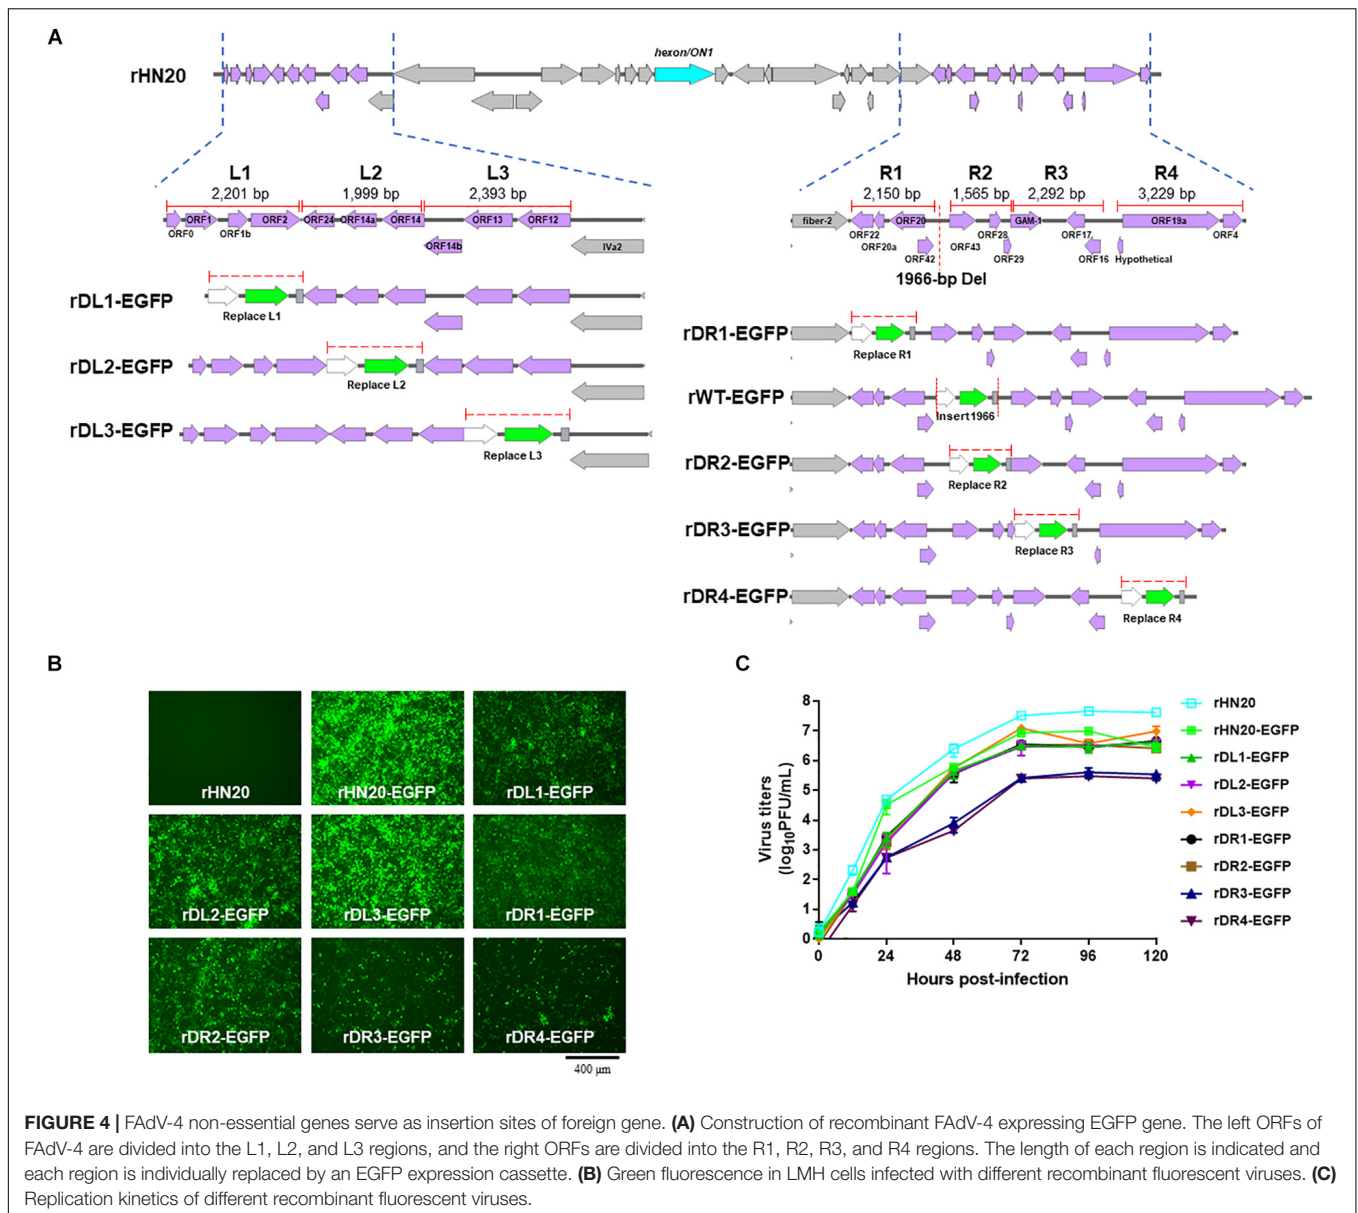 A
rHN20
hexon/ON1
L1 L2 L3
2,201 bp 1,999 bp 2,393 bp
ORF1 ORF2 ORF24 ORF14a ORF14 ORF13 ORF12
ORF0 ORF1b ORF14b IVa2
rDL1-EGFP
Replace L1
rDL2-EGFP
Replace L2
rDL3-EGFP
Replace L3
R1 R2 R3 R4
2,150 bp 1,565 bp 2,292 bp 3,229 bp
fiber-2 ORF20 GAM-1 ORF19a
ORF22 ORF28 ORF17 ORF4
ORF20a ORF43
ORF42 ORF29 ORF16 Hypothetical
1966-bp Del
rDR1-EGFP
Replace R1
rWT-EGFP
Insert1966
rDR2-EGFP
Replace R2
rDR3-EGFP
Replace R3
rDR4-EGFP
Replace R4
B
rHN20 rHN20-EGFP rDL1-EGFP
rDL2-EGFP rDL3-EGFP rDR1-EGFP
rDR2-EGFP rDR3-EGFP rDR4-EGFP
400 µm
C
Virus titers
(log10PFU/mL)
8
7
6
5
4
3
2
1
0
0 24 48 72 96 120
Hours post-infection
rHN20
rHN20-EGFP
rDL1-EGFP
rDL2-EGFP
rDL3-EGFP
rDR1-EGFP
rDR2-EGFP
rDR3-EGFP
rDR4-EGFP
FIGURE 4 | FAdV-4 non-essential genes serve as insertion sites of foreign gene. (A) Construction of recombinant FAdV-4 expressing EGFP gene. The left ORFs of
FAdV-4 are divided into the L1, L2, and L3 regions, and the right ORFs are divided into the R1, R2, R3, and R4 regions. The length of each region is indicated and
each region is individually replaced by an EGFP expression cassette. (B) Green fluorescence in LMH cells infected with different recombinant fluorescent viruses. (C)
Replication kinetics of different recombinant fluorescent viruses.